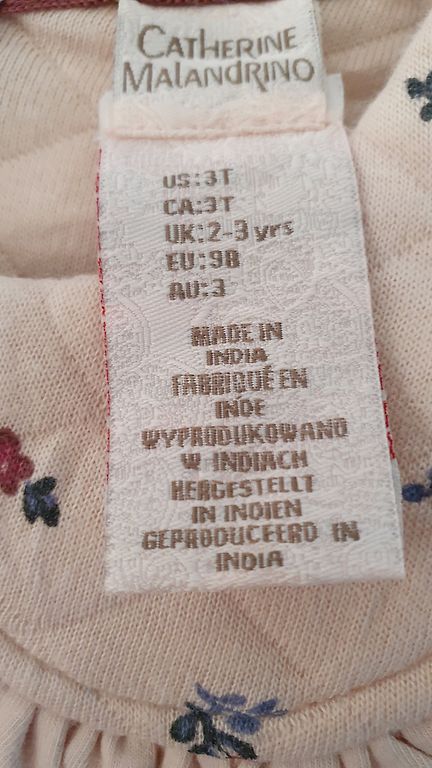 CATHERINE
MALANDRINO
US:3T
CA:3T
UK:2-3 yrs
EU:98
AU:3
MADE IN
INDIA
FABRIQUÉ EN
INDE
WYPRODUKOWANO
W INDIACH
HERGESTELLT
IN INDIEN
GEPRODUCEERD IN
INDIA